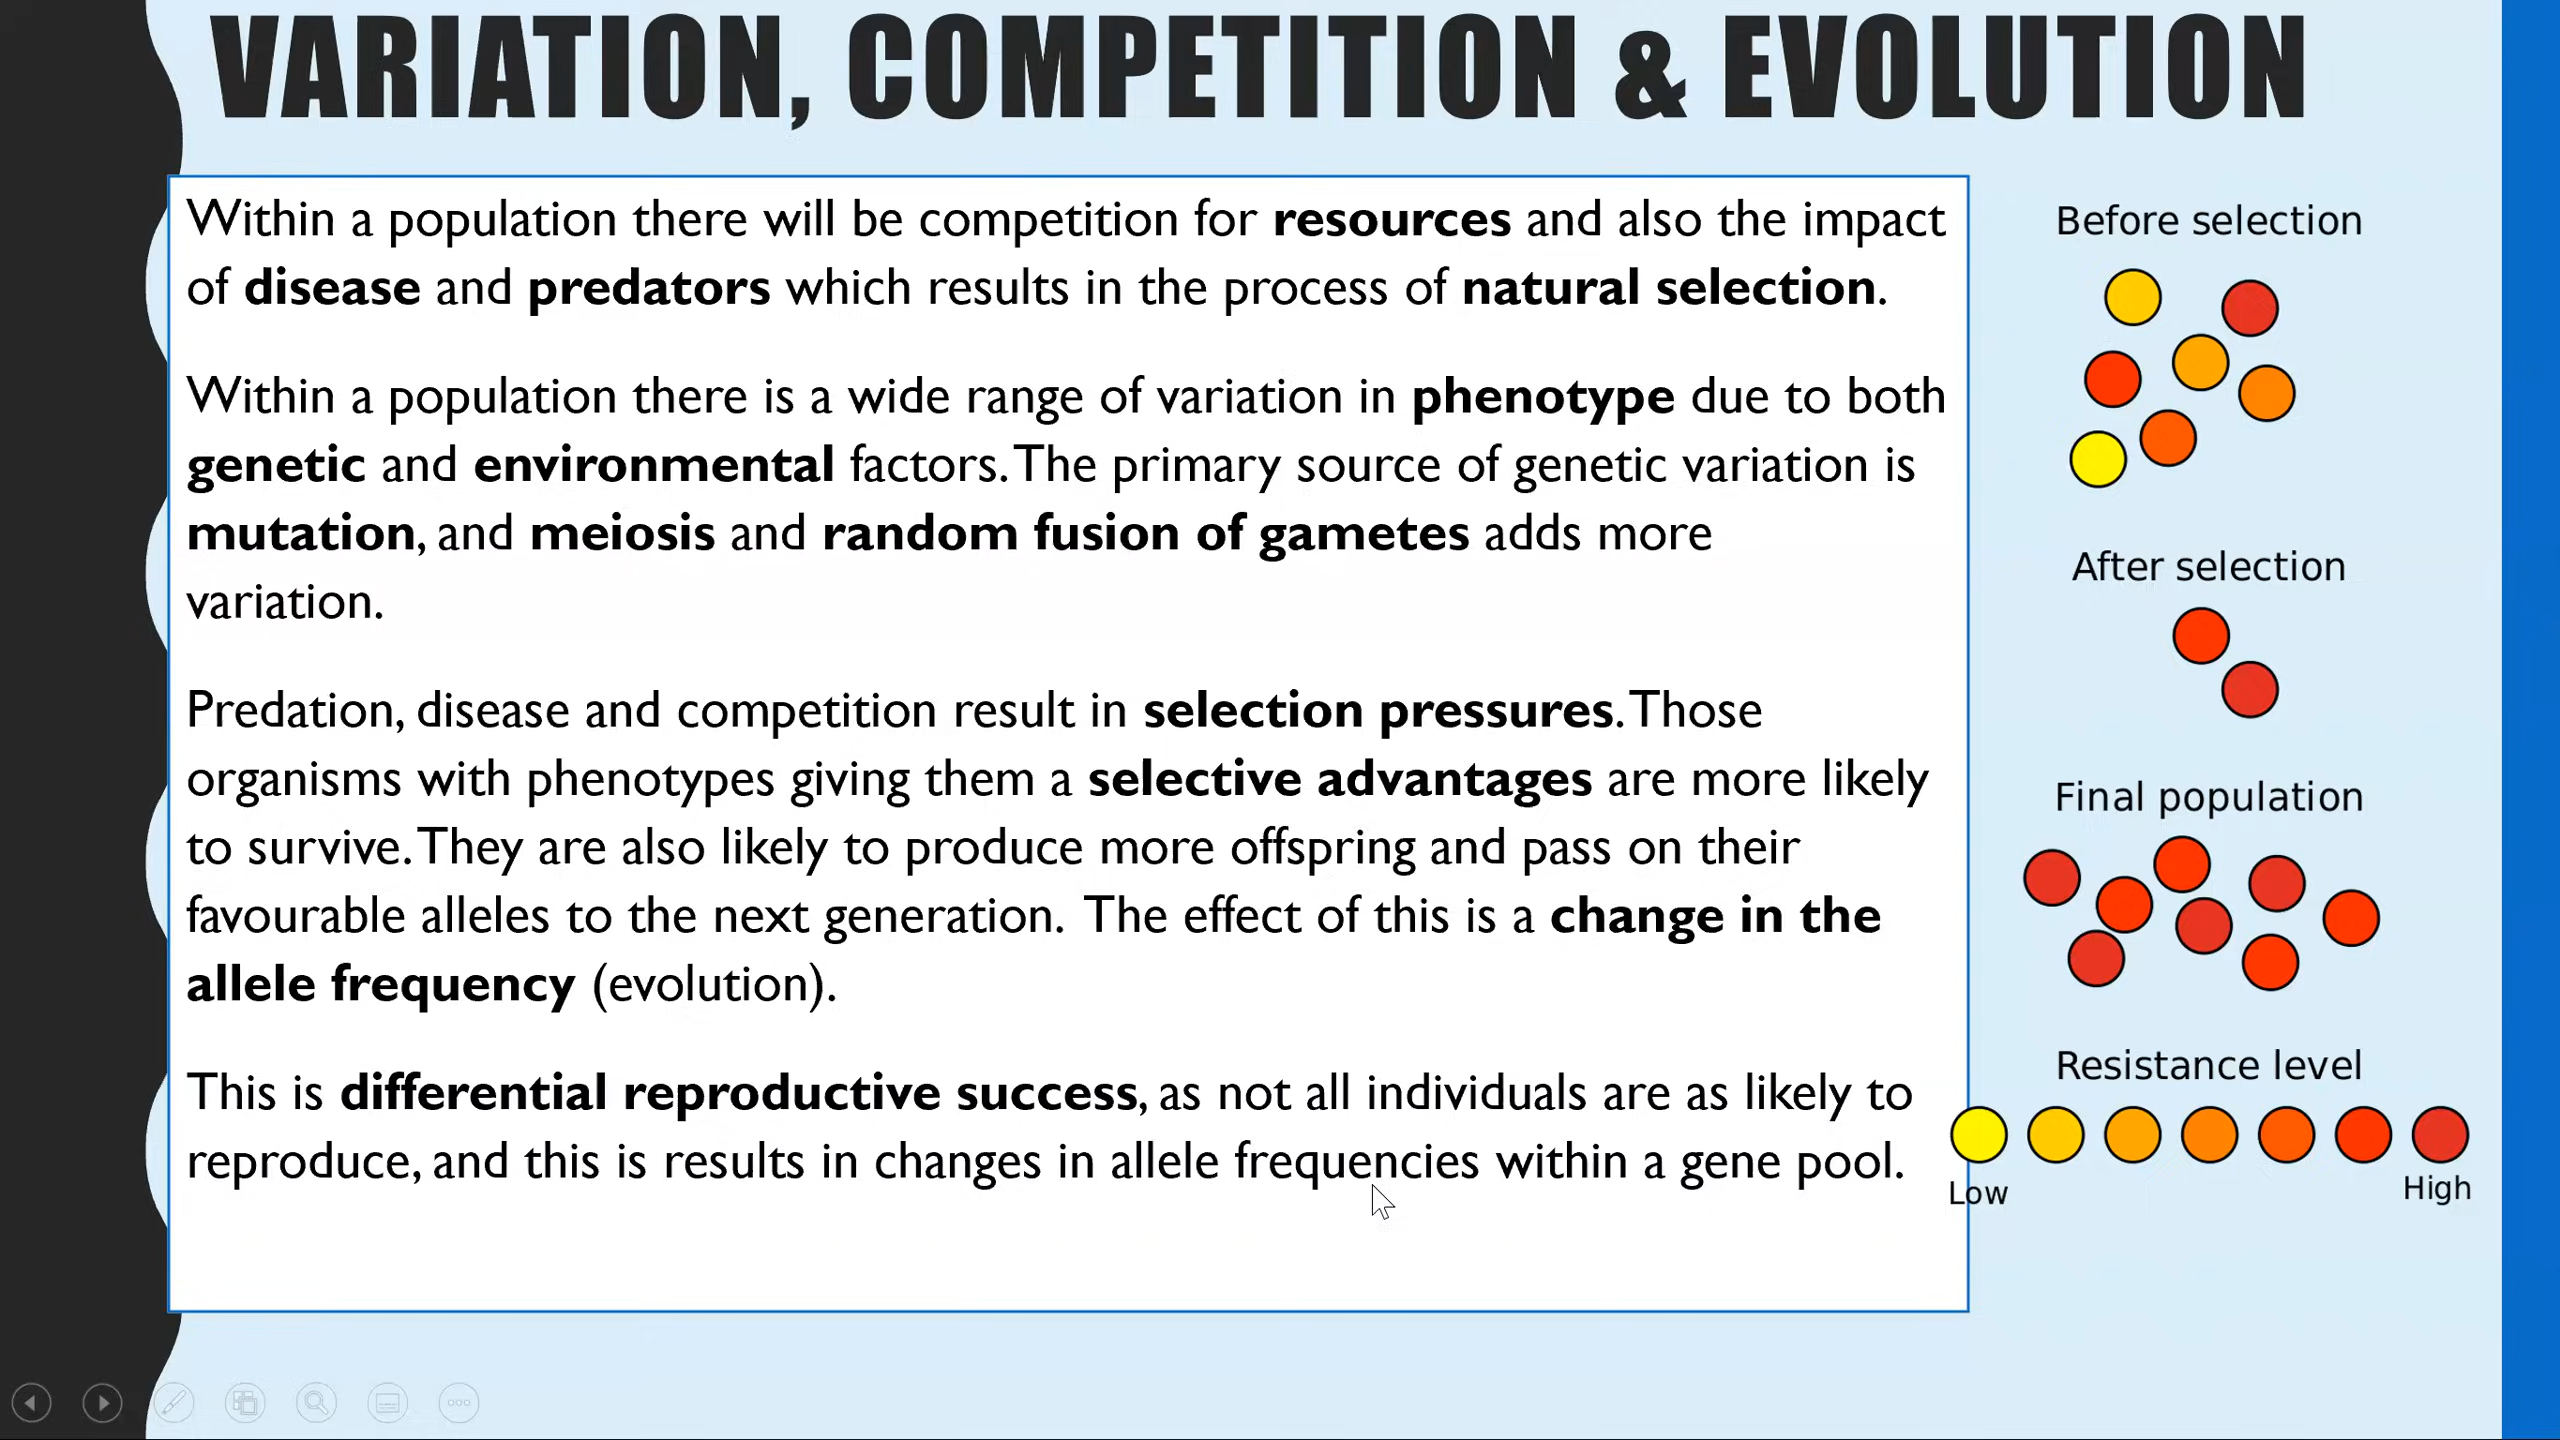 VARIATION, COMPETITION & EVOLUTION
Within a population there will be competition for resources and also the impact
of disease and predators which results in the process of natural selection.
Within a population there is a wide range of variation in phenotype due to both
genetic and environmental factors. The primary source of genetic variation is
mutation, and meiosis and random fusion of gametes adds more
variation.
Predation, disease and competition result in selection pressures. Those
organisms with phenotypes giving them a selective advantages are more likely
to survive. They are also likely to produce more offspring and pass on their
favourable alleles to the next generation. The effect of this is a change in the
allele frequency (evolution).
This is differential reproductive success, as not all individuals are as likely to
reproduce, and this is results in changes in allele frequencies within a gene pool.
Before selection
After selection
Final population
Resistance level
Low
High